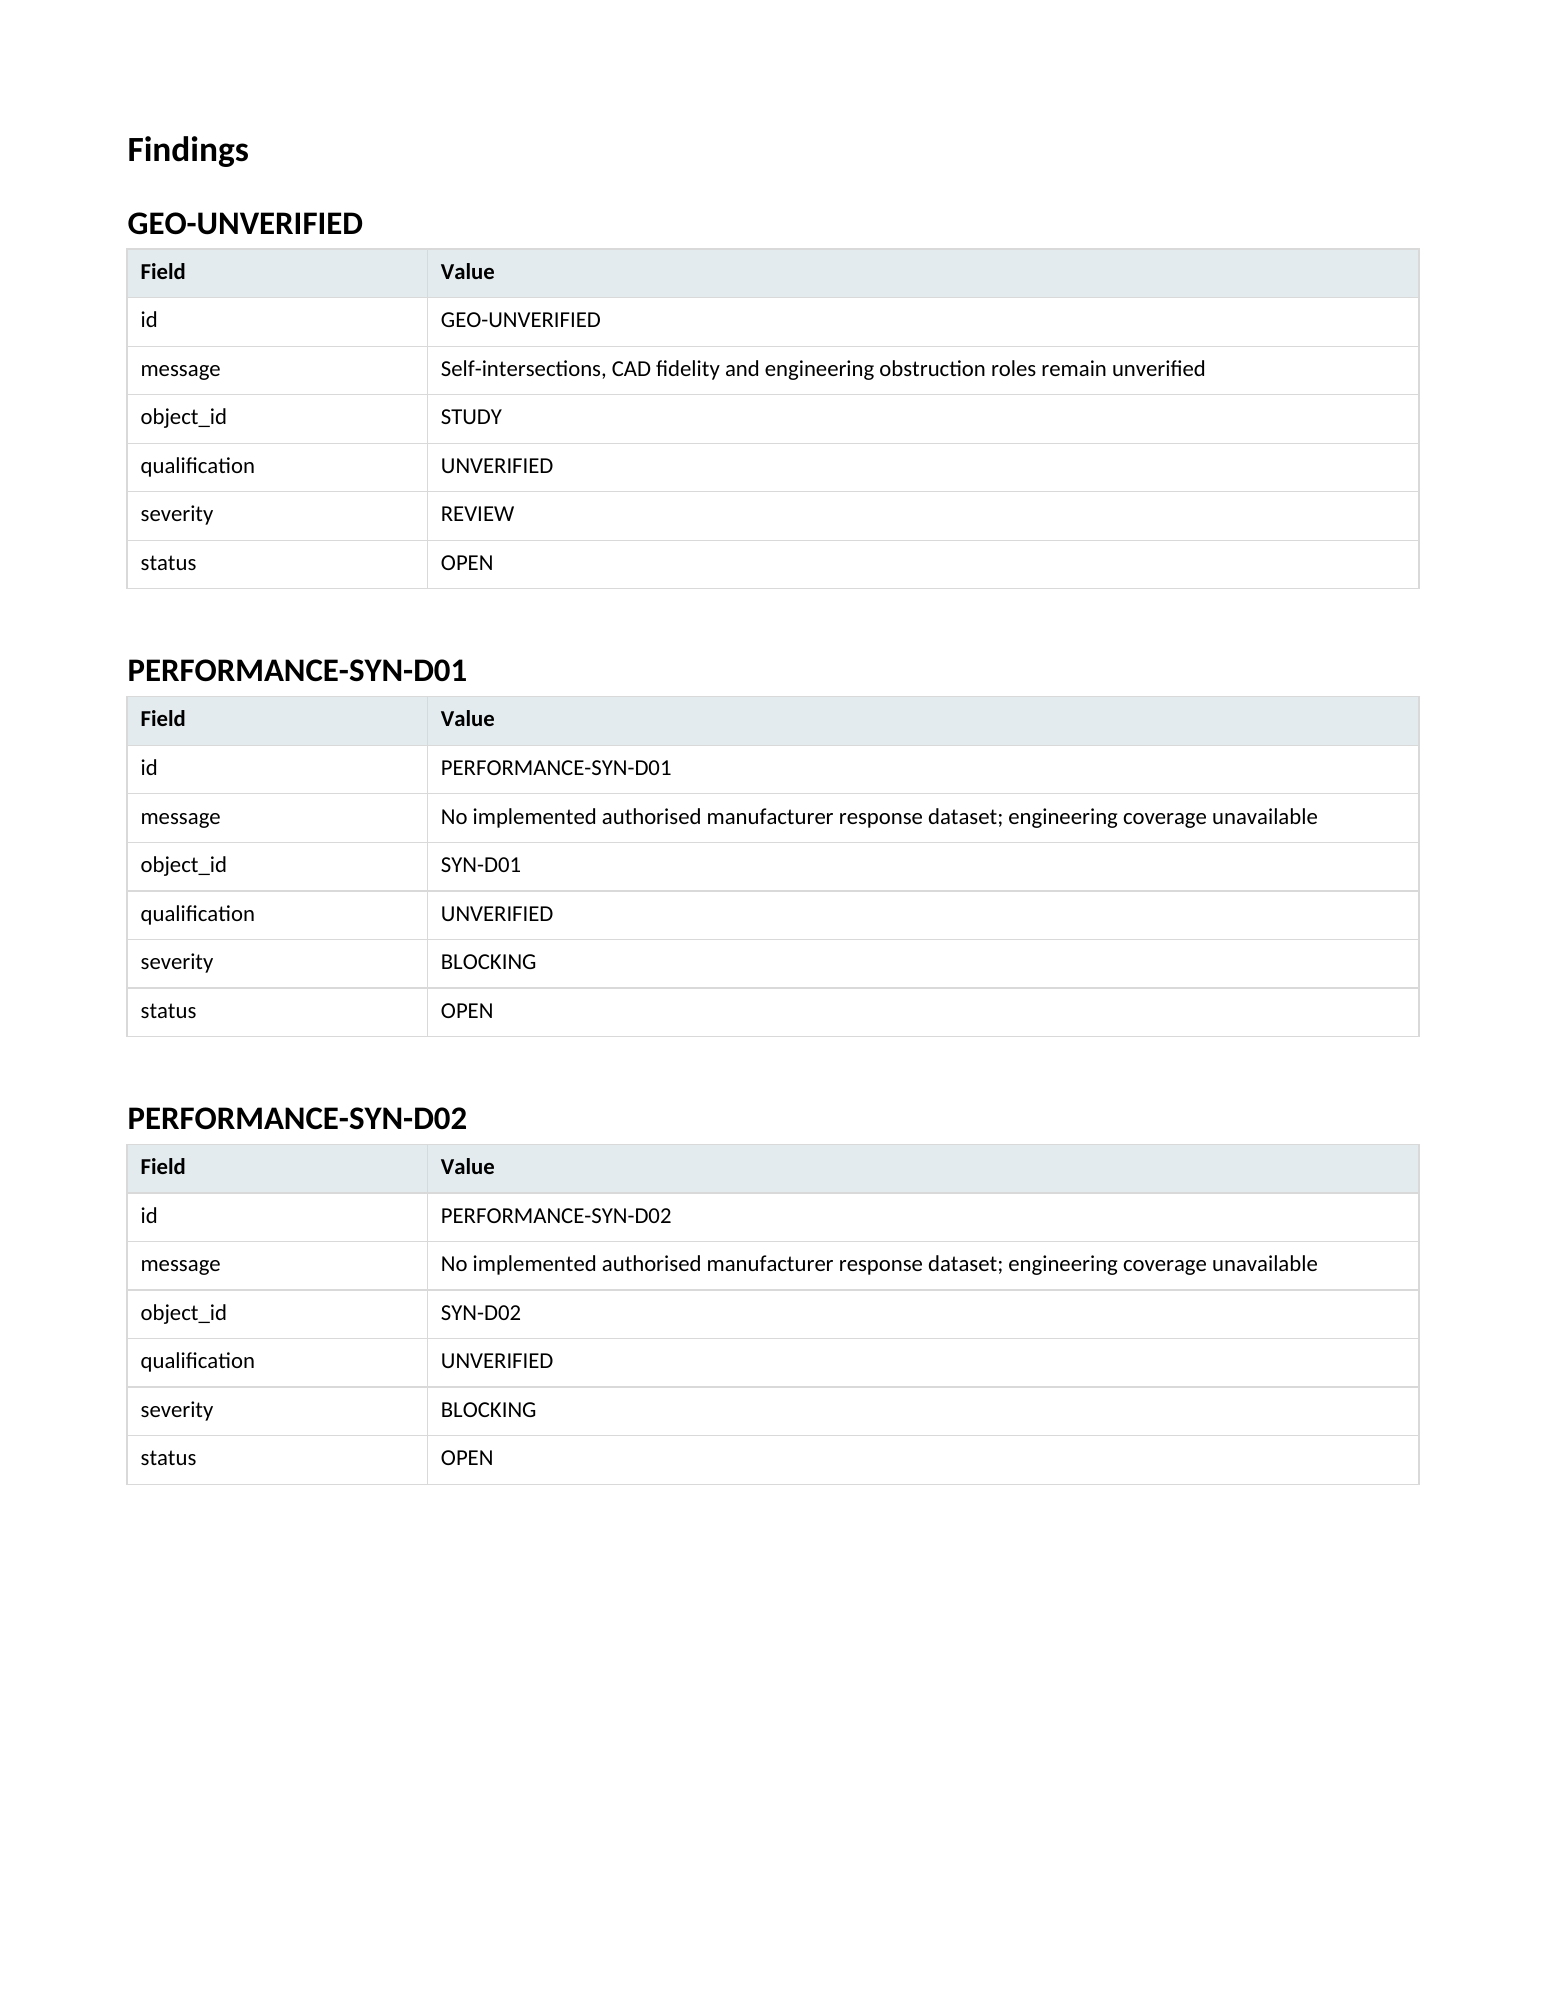 Findings
GEO-UNVERIFIED
Field Value
id GEO-UNVERIFIED
message Self-intersections, CAD fidelity and engineering obstruction roles remain unverified
object_id STUDY
qualification UNVERIFIED
severity REVIEW
status OPEN
PERFORMANCE-SYN-D01
Field Value
id PERFORMANCE-SYN-D01
message No implemented authorised manufacturer response dataset; engineering coverage unavailable
object_id SYN-D01
qualification UNVERIFIED
severity BLOCKING
status OPEN
PERFORMANCE-SYN-D02
Field Value
id PERFORMANCE-SYN-D02
message No implemented authorised manufacturer response dataset; engineering coverage unavailable
object_id SYN-D02
qualification UNVERIFIED
severity BLOCKING
status OPEN